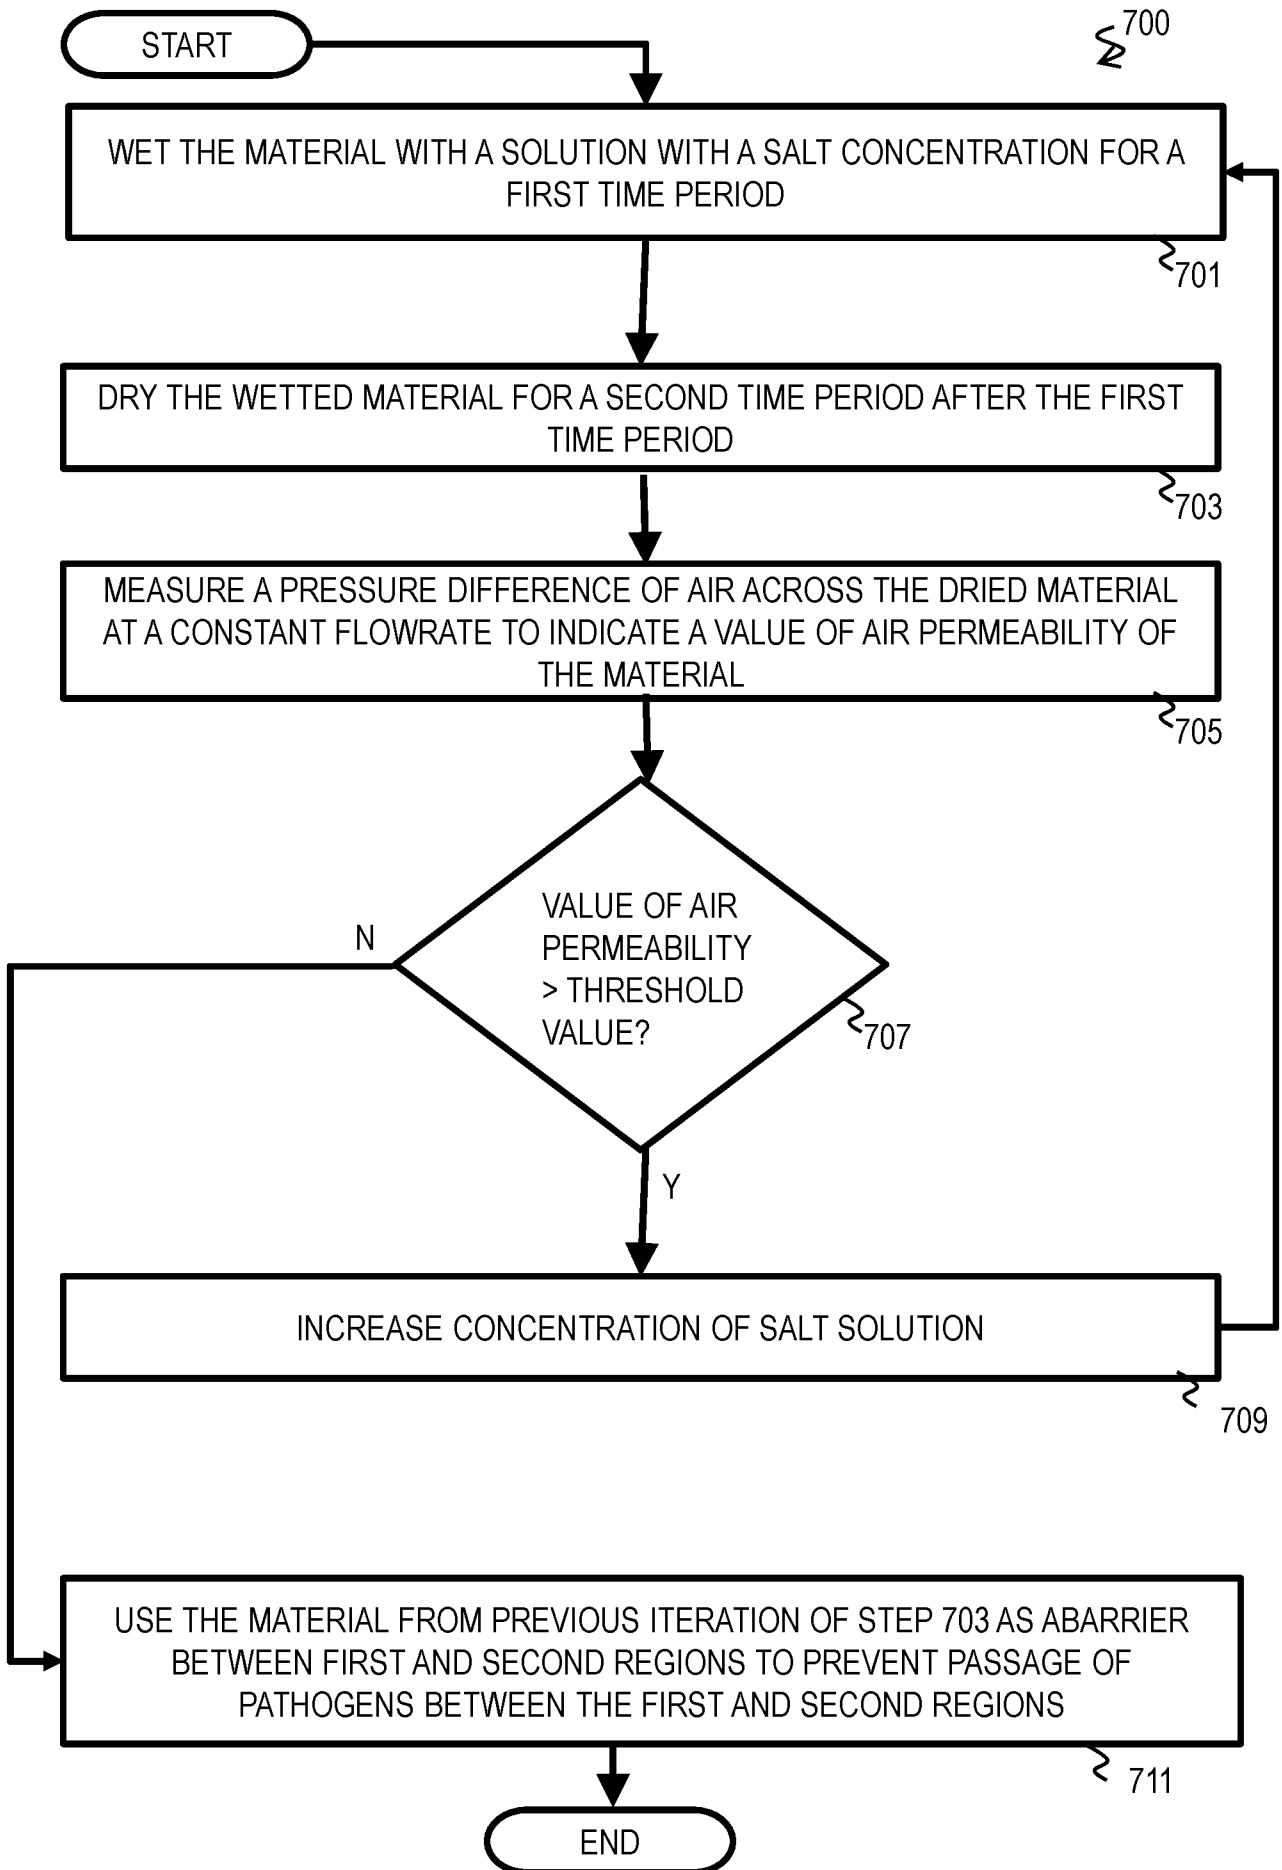 START
700
WET THE MATERIAL WITH A SOLUTION WITH A SALT CONCENTRATION FOR A
FIRST TIME PERIOD
701
DRY THE WETTED MATERIAL FOR A SECOND TIME PERIOD AFTER THE FIRST
TIME PERIOD
703
MEASURE A PRESSURE DIFFERENCE OF AIR ACROSS THE DRIED MATERIAL
AT A CONSTANT FLOWRATE TO INDICATE A VALUE OF AIR PERMEABILITY OF
THE MATERIAL
705
VALUE OF AIR
PERMEABILITY
> THRESHOLD
VALUE?
N
707
Y
INCREASE CONCENTRATION OF SALT SOLUTION
709
USE THE MATERIAL FROM PREVIOUS ITERATION OF STEP 703 AS ABARRIER
BETWEEN FIRST AND SECOND REGIONS TO PREVENT PASSAGE OF
PATHOGENS BETWEEN THE FIRST AND SECOND REGIONS
711
END